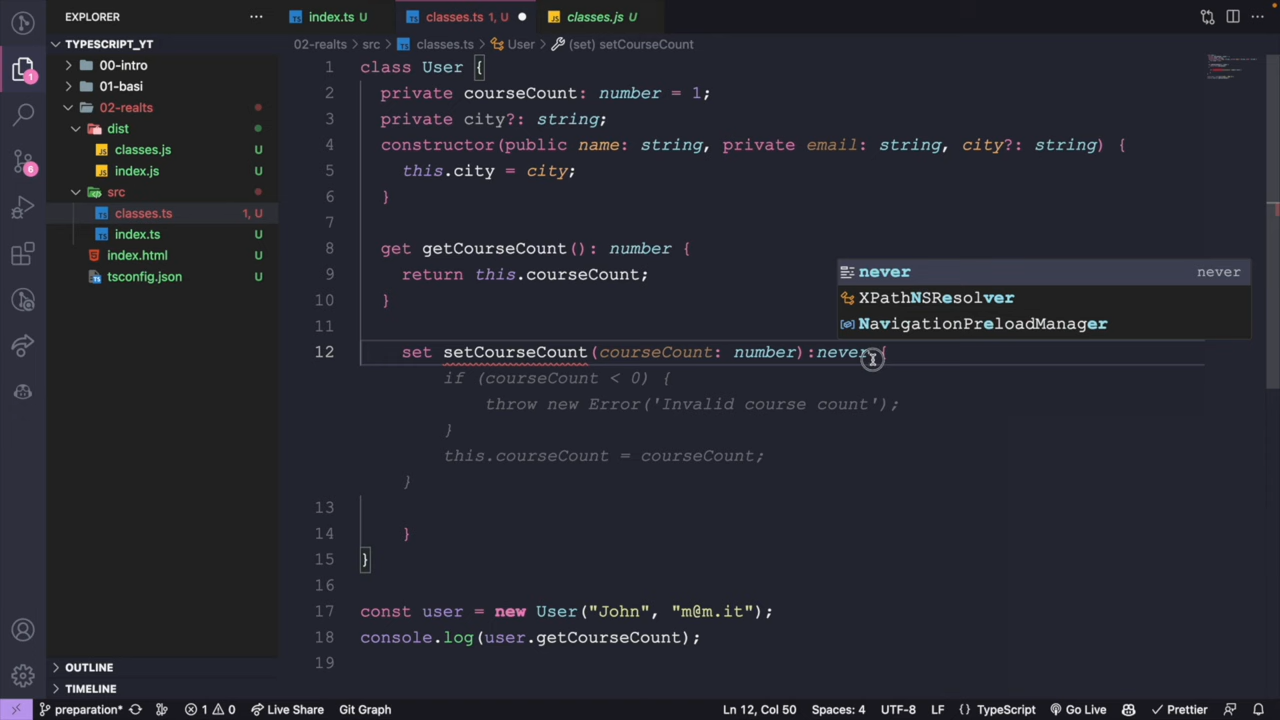 EXPLORER
index.ts U
classes.ts 1, U
classes.js U
TYPESCRIPT_YT
02-realts > src > classes.ts > User > (set) setCourseCount
00-intro
01-basi
02-realts
dist
classes.js U
index.js U
src
classes.ts 1, U
index.ts U
index.html U
tsconfig.json U
1
6
1 class User {
2 private courseCount: number = 1;
3 private city?: string;
4 constructor(public name: string, private email: string, city?: string) {
5 this.city = city;
6 }
7
8 get getCourseCount(): number {
9 return this.courseCount;
10 }
11
never never
XPathNSResolver
NavigationPreloadManager
12 set setCourseCount(courseCount: number):never {
if (courseCount < 0) {
throw new Error('Invalid course count');
}
this.courseCount = courseCount;
}
13
14 }
15 }
16
17 const user = new User("John", "m@m.it");
18 console.log(user.getCourseCount);
19
OUTLINE
TIMELINE
preparation* 1 0 Live Share Git Graph Ln 12, Col 50 Spaces: 4 UTF-8 LF {} TypeScript Go Live Prettier